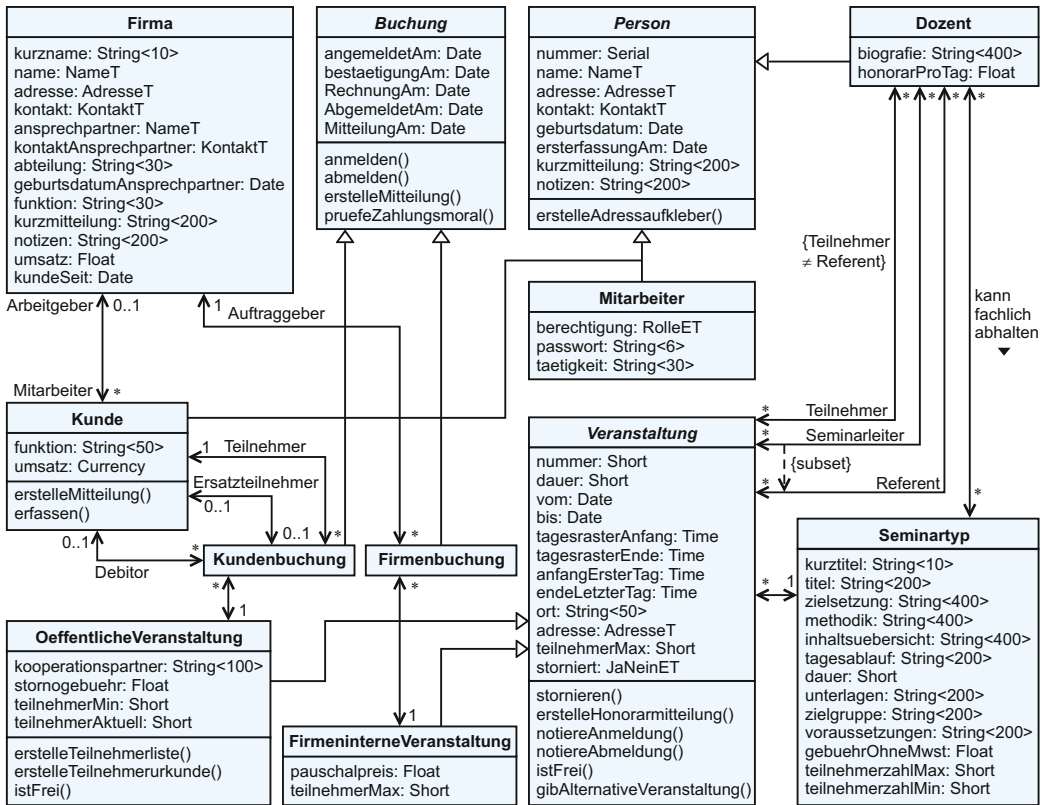 Firma
kurzname: String<10>
name: NameT
adresse: AdresseT
kontakt: KontaktT
ansprechpartner: NameT
kontaktAnsprechpartner: KontaktT
abteilung: String<30>
geburtsdatumAnsprechpartner: Date
funktion: String<30>
kurzmitteilung: String<200>
notizen: String<200>
umsatz: Float
kundeSeit: Date
Buchung
angemeldetAm: Date
bestaetigungAm: Date
RechnungAm: Date
AbgemeldetAm: Date
MitteilungAm: Date
anmelden()
abmelden()
erstelleMitteilung()
pruefeZahlungsmoral()
Person
nummer: Serial
name: NameT
adresse: AdresseT
kontakt: KontaktT
geburtsdatum: Date
ersterfassungAm: Date
kurzmitteilung: String<200>
notizen: String<200>
erstelleAdressaufkleber()
Dozent
biografie: String<400>
honorarProTag: Float
* * * *
{Teilnehmer
≠ Referent}
kann
fachlich
abhalten
Arbeitgeber
0..1
1
Auftraggeber
Mitarbeiter
berechtigung: RolleET
passwort: String<6>
taetigkeit: String<30>
Mitarbeiter
*
Kunde
funktion: String<50>
umsatz: Currency
erstelleMitteilung()
erfassen()
1
Teilnehmer
Ersatzteilnehmer
0..1
0..1
*
*
0..1
Debitor
*
Kundenbuchung
Firmenbuchung
*
1
*
1
Veranstaltung
nummer: Short
dauer: Short
vom: Date
bis: Date
tagesrasterAnfang: Time
tagesrasterEnde: Time
anfangErsterTag: Time
endeLetzterTag: Time
ort: String<50>
adresse: AdresseT
teilnehmerMax: Short
storniert: JaNeinET
stornieren()
erstelleHonorarmitteilung()
notiereAnmeldung()
notiereAbmeldung()
istFrei()
gibAlternativeVeranstaltung()
*
Teilnehmer
*
Seminarleiter
{subset}
*
Referent
*
* 1
Seminartyp
kurztitel: String<10>
titel: String<200>
zielsetzung: String<400>
methodik: String<400>
inhaltsuebersicht: String<400>
tagesablauf: String<200>
dauer: Short
unterlagen: String<200>
zielgruppe: String<200>
voraussetzungen: String<200>
gebuehrOhneMwst: Float
teilnehmerzahlMax: Short
teilnehmerzahlMin: Short
OeffentlicheVeranstaltung
kooperationspartner: String<100>
stornogebuehr: Float
teilnehmerMin: Short
teilnehmerAktuell: Short
erstelleTeilnehmerliste()
erstelleTeilnehmerurkunde()
istFrei()
FirmeninterneVeranstaltung
pauschalpreis: Float
teilnehmerMax: Short